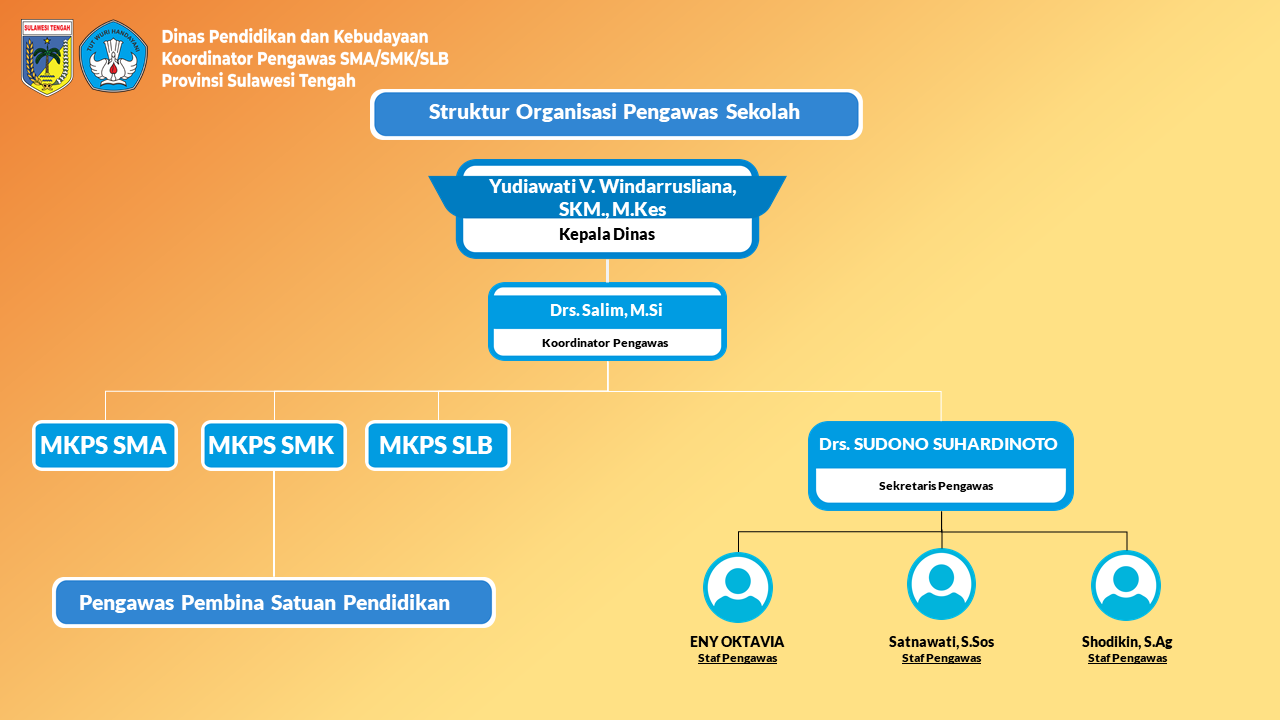 SULAWESI TENGAH
TUT WURI HANDAYANI
Dinas Pendidikan dan Kebudayaan
Koordinator Pengawas SMA/SMK/SLB
Provinsi Sulawesi Tengah
Struktur Organisasi Pengawas Sekolah
Yudiawati V. Windarrusliana,
SKM., M.Kes
Kepala Dinas
Drs. Salim, M.Si
Koordinator Pengawas
MKPS SMA
MKPS SMK
MKPS SLB
Drs. SUDONO SUHARDINOTO
Sekretaris Pengawas
Pengawas Pembina Satuan Pendidikan
ENY OKTAVIA
Staf Pengawas
Satnawati, S.Sos
Staf Pengawas
Shodikin, S.Ag
Staf Pengawas